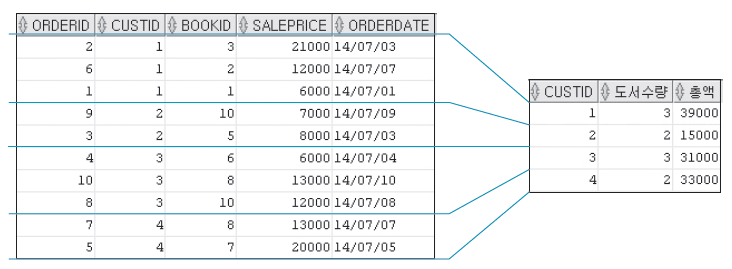 ORDERID CUSTID BOOKID SALEPRICE ORDERDATE
2 1 3 21000 14/07/03
6 1 2 12000 14/07/07
1 1 1 6000 14/07/01
9 2 10 7000 14/07/09
3 2 5 8000 14/07/03
4 3 6 6000 14/07/04
10 3 8 13000 14/07/10
8 3 10 12000 14/07/08
7 4 8 13000 14/07/07
5 4 7 20000 14/07/05
CUSTID 도서수량 총액
1 3 39000
2 2 15000
3 3 31000
4 2 33000